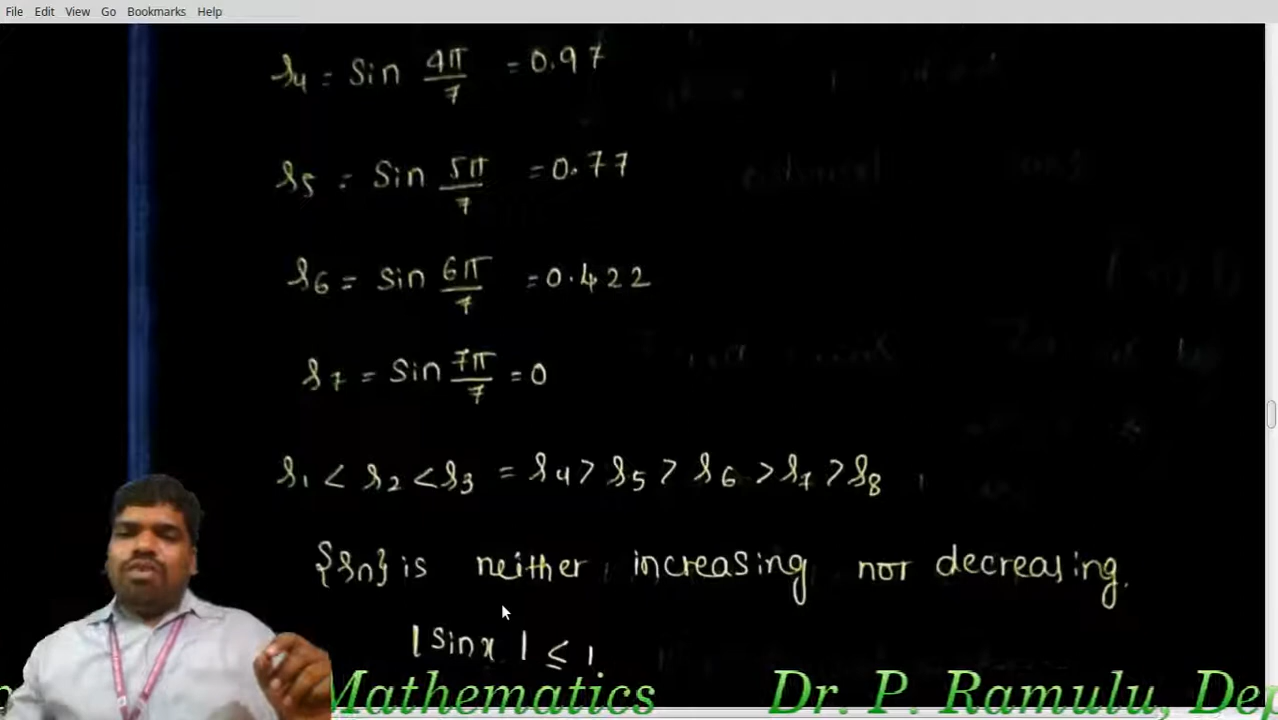 File Edit View Go Bookmarks Help
S4 = Sin 4π/7 = 0.97
S5 = Sin 5π/7 = 0.77
S6 = Sin 6π/7 = 0.422
S7 = Sin 7π/7 = 0
S1 < S2 < S3 = S4 > S5 > S6 > S7 > S8
{Sn} is neither increasing nor decreasing.
|Sin x| ≤ 1
Mathematics Dr. P. Ramulu, Dep